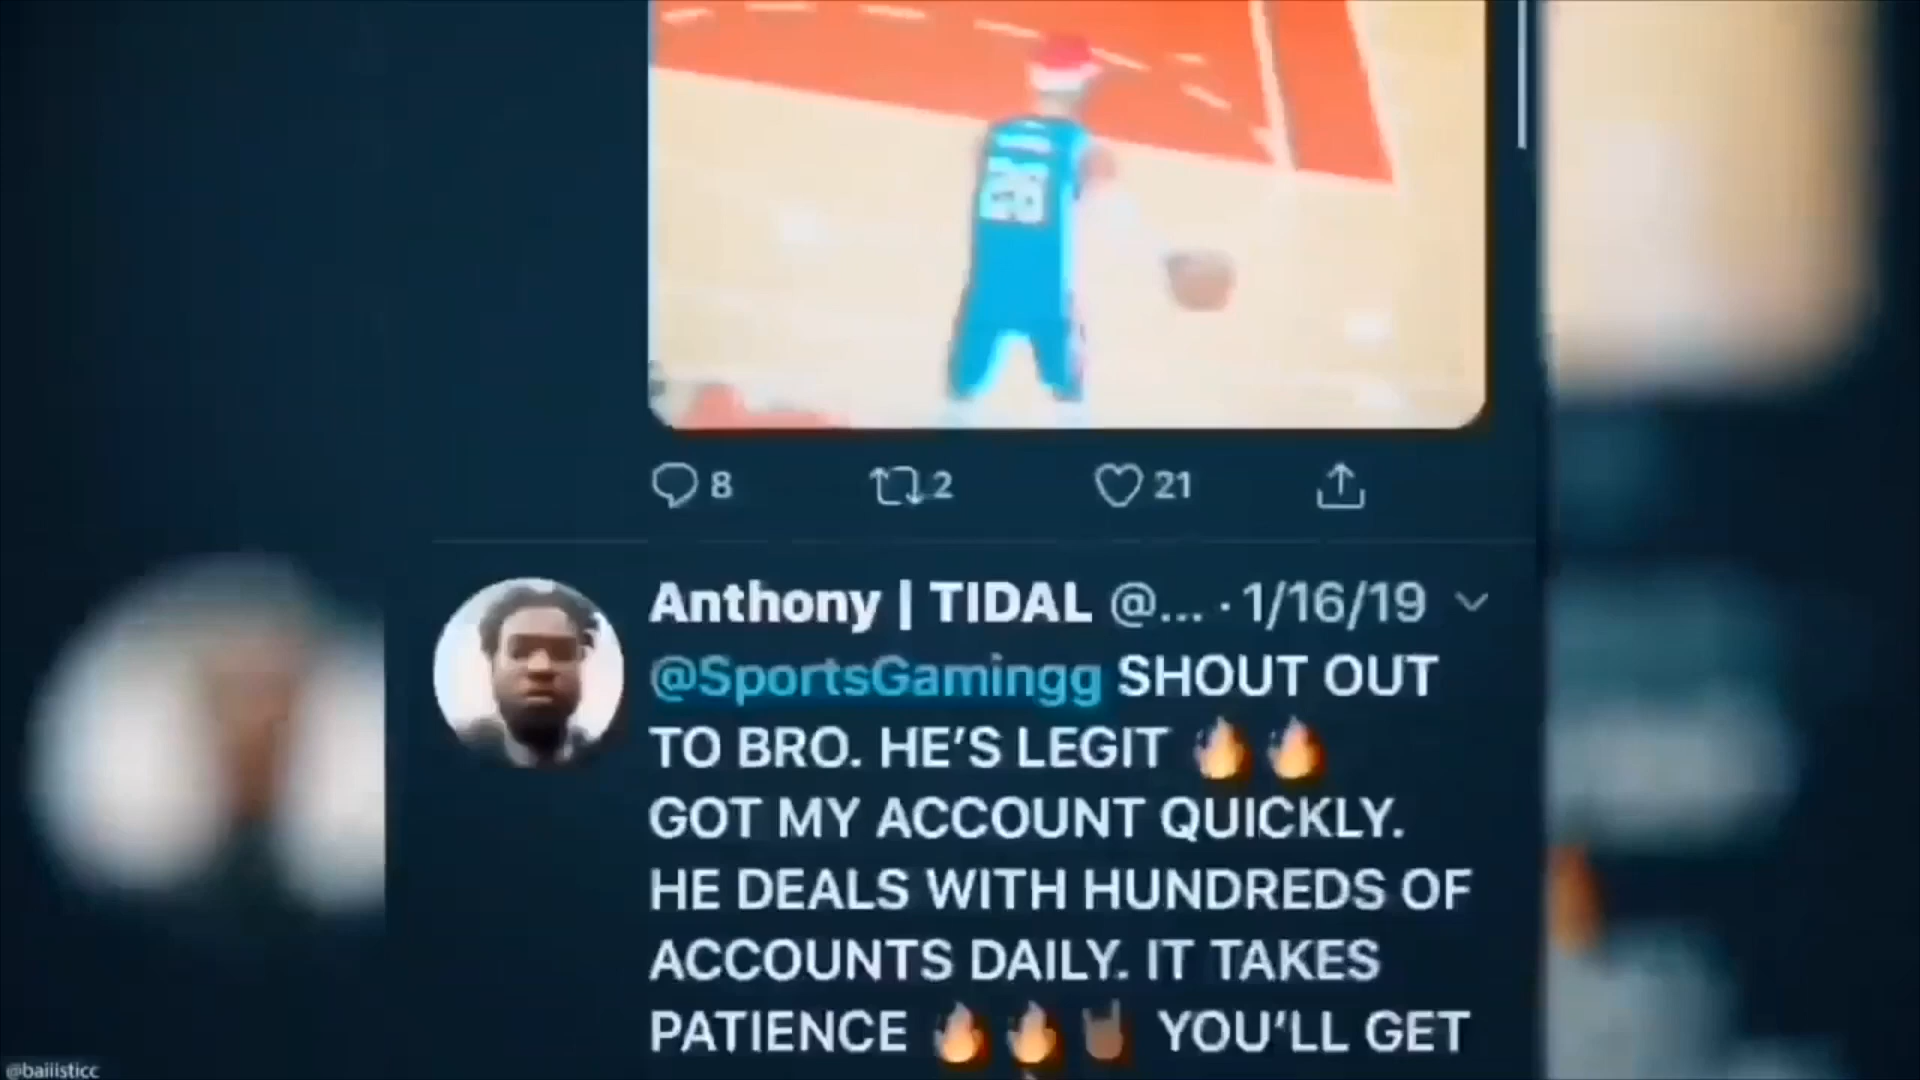 26
8
2
21
Anthony | TIDAL @... · 1/16/19
@SportsGamingg SHOUT OUT
TO BRO. HE'S LEGIT 🔥🔥
GOT MY ACCOUNT QUICKLY.
HE DEALS WITH HUNDREDS OF
ACCOUNTS DAILY. IT TAKES
PATIENCE 🔥🔥🤘🏾 YOU'LL GET
@baiiisticc